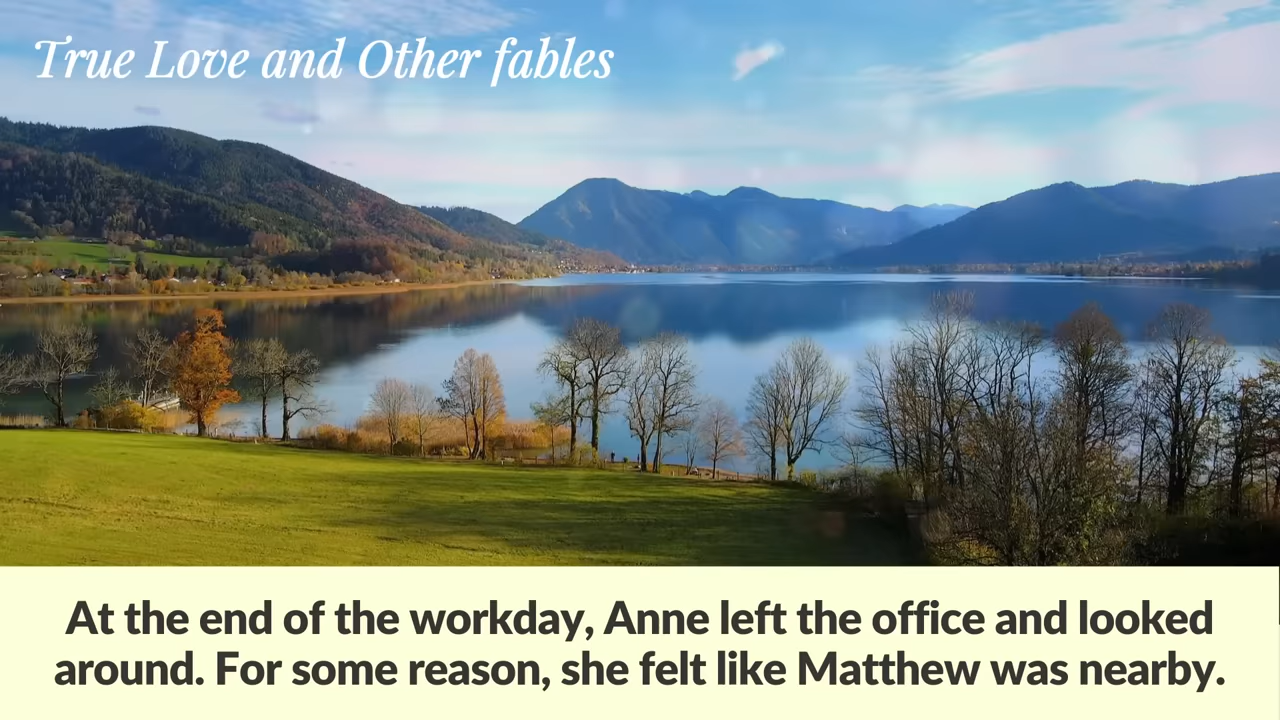 True Love and Other fables
At the end of the workday, Anne left the office and looked
around. For some reason, she felt like Matthew was nearby.